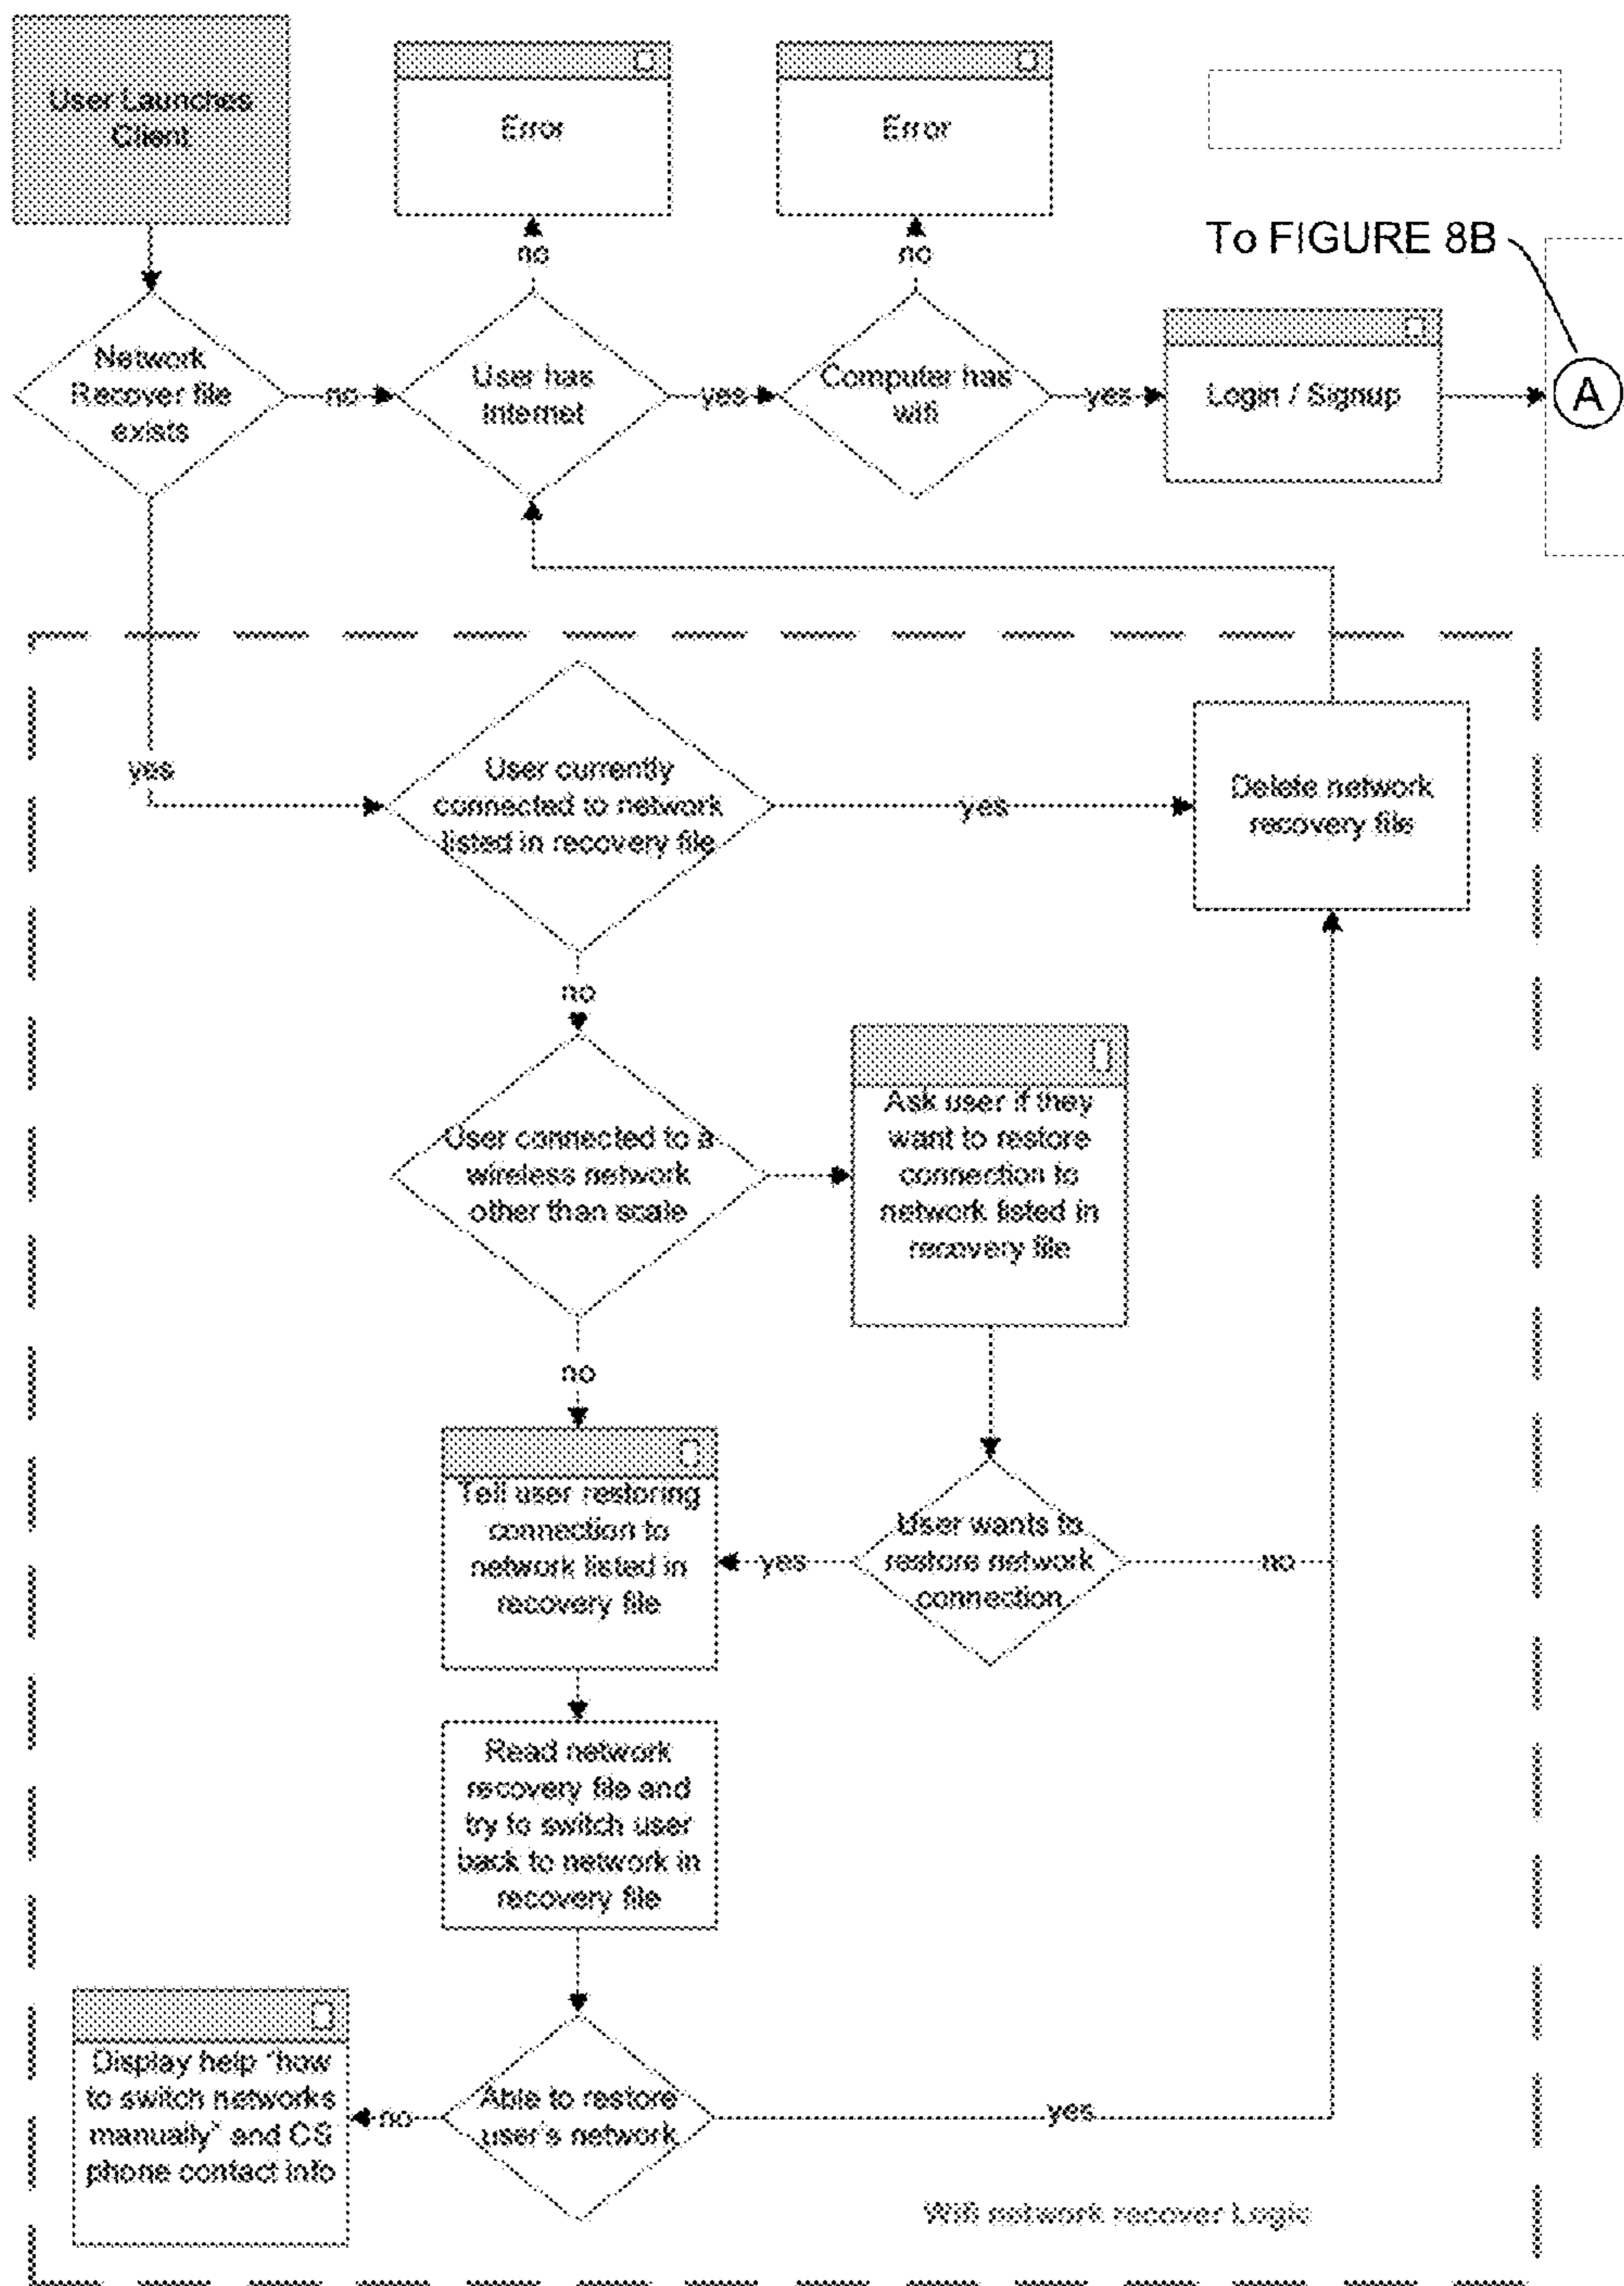 User Launches
Client
Error
Error
To FIGURE 8B
no
no
Network
Recover file
exists
no
User has
Internet
yes
Computer has
wifi
yes
Login / Signup
A
yes
User currently
connected to network
listed in recovery file
yes
Delete network
recovery file
no
User connected to a
wireless network
other than scale
Ask user if they
want to restore
connection to
network listed in
recovery file
no
Tell user restoring
connection to
network listed in
recovery file
yes
User wants to
restore network
connection
no
Read network
recovery file and
try to switch user
back to network in
recovery file
Display help "how
to switch networks
manually" and CS
phone contact info
no
Able to restore
user's network
yes
Wifi network recover Logic